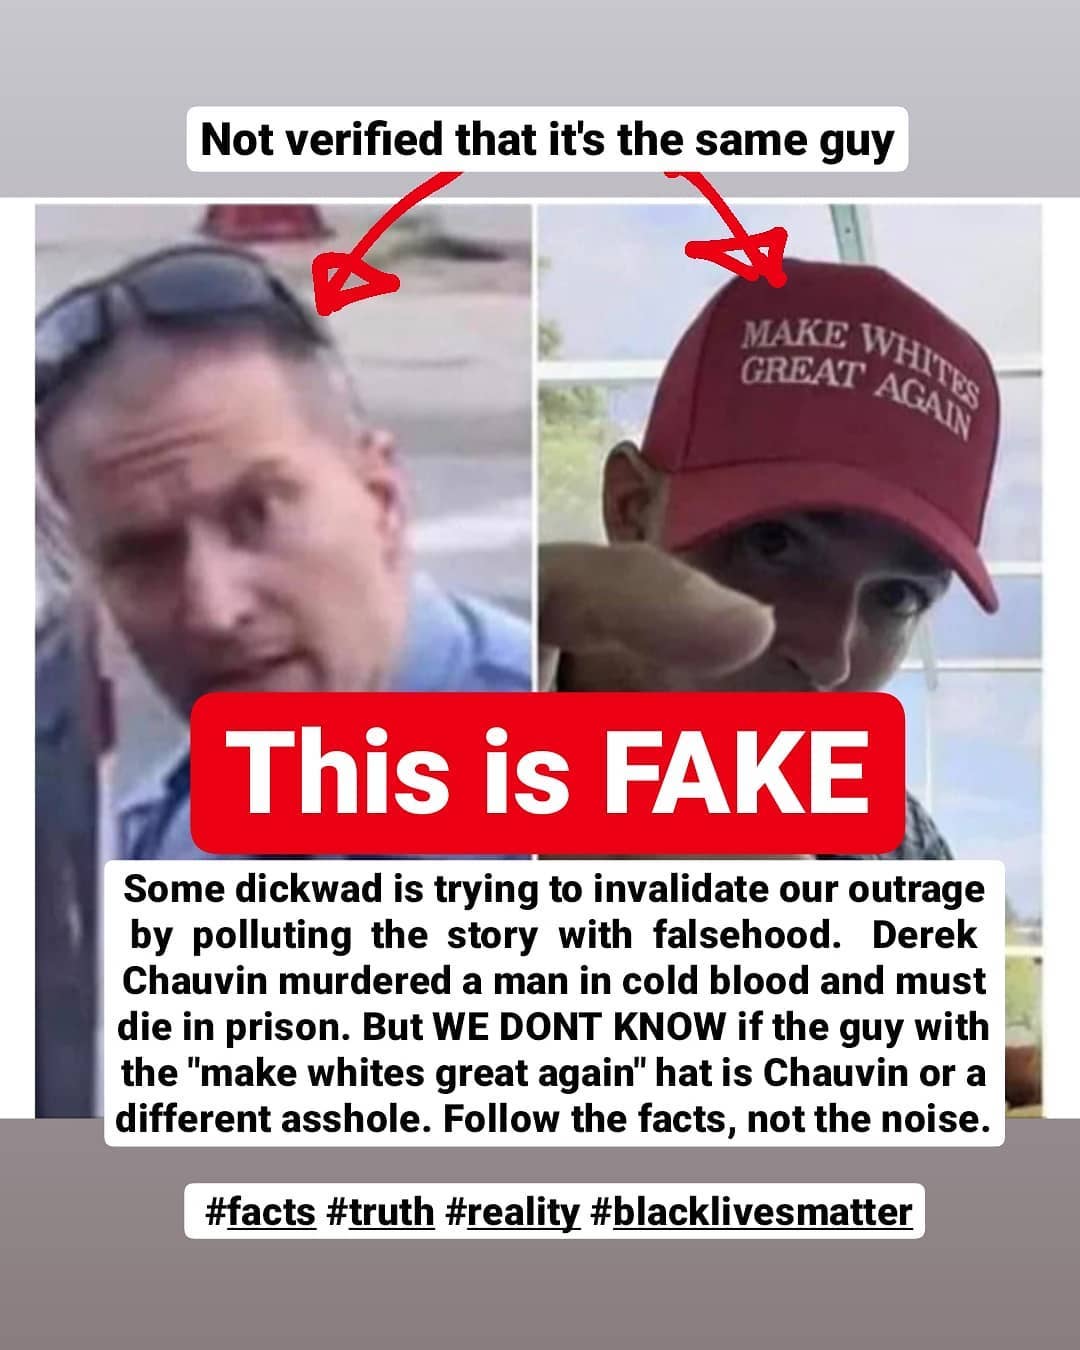 Not verified that it's the same guy
MAKE WHITES
GREAT AGAIN
This is FAKE
Some dickwad is trying to invalidate our outrage
by polluting the story with falsehood. Derek
Chauvin murdered a man in cold blood and must
die in prison. But WE DONT KNOW if the guy with
the "make whites great again" hat is Chauvin or a
different asshole. Follow the facts, not the noise.
#facts #truth #reality #blacklivesmatter